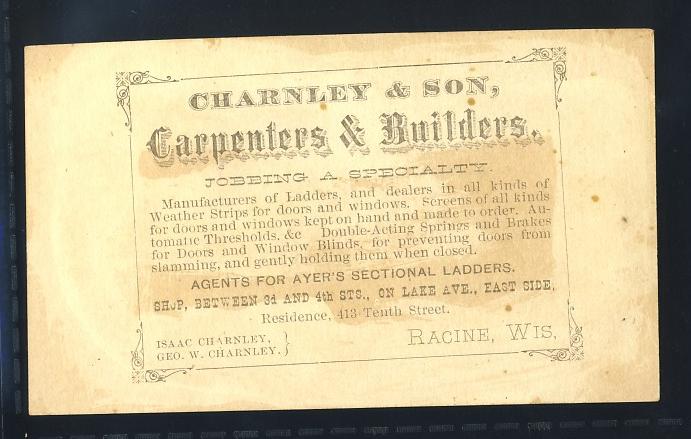 CHARNLEY & SON,
Carpenters & Builders.
JOBBING A SPECIALTY.
Manufacturers of Ladders, and dealers in all kinds of
Weather Strips for doors and windows. Screens of all kinds
for doors and windows kept on hand and made to order. Au-
tomatic Thresholds, &c Double-Acting Springs and Brakes
for Doors and Window Blinds, for preventing doors from
slamming, and gently holding them when closed.
AGENTS FOR AYER'S SECTIONAL LADDERS.
SHOP, BETWEEN 3d AND 4th STS., ON LAKE AVE., EAST SIDE,
Residence, 413 Tenth Street.
ISAAC CHARNLEY,
GEO. W. CHARNLEY, }
RACINE, WIS,